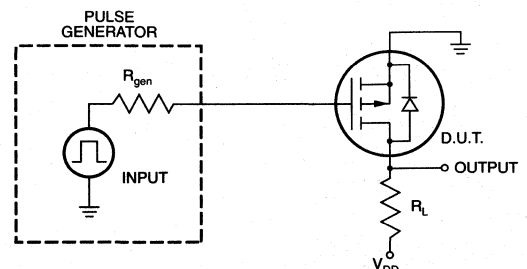 PULSE
GENERATOR
Rgen
INPUT
D.U.T.
OUTPUT
RL
VDD